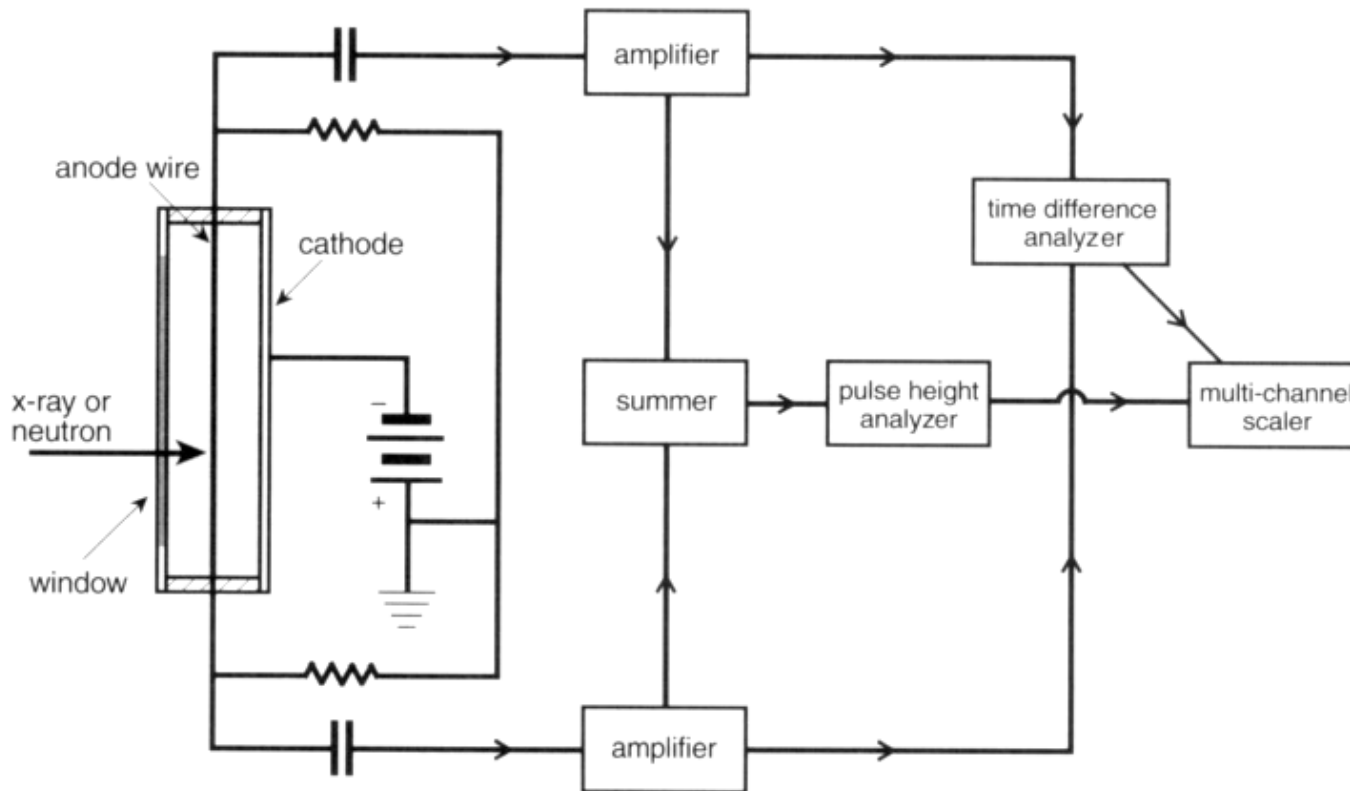 amplifier
anode wire
time difference
analyzer
cathode
x-ray or
neutron
−
summer
pulse height
analyzer
multi-channel
scaler
+
window
amplifier